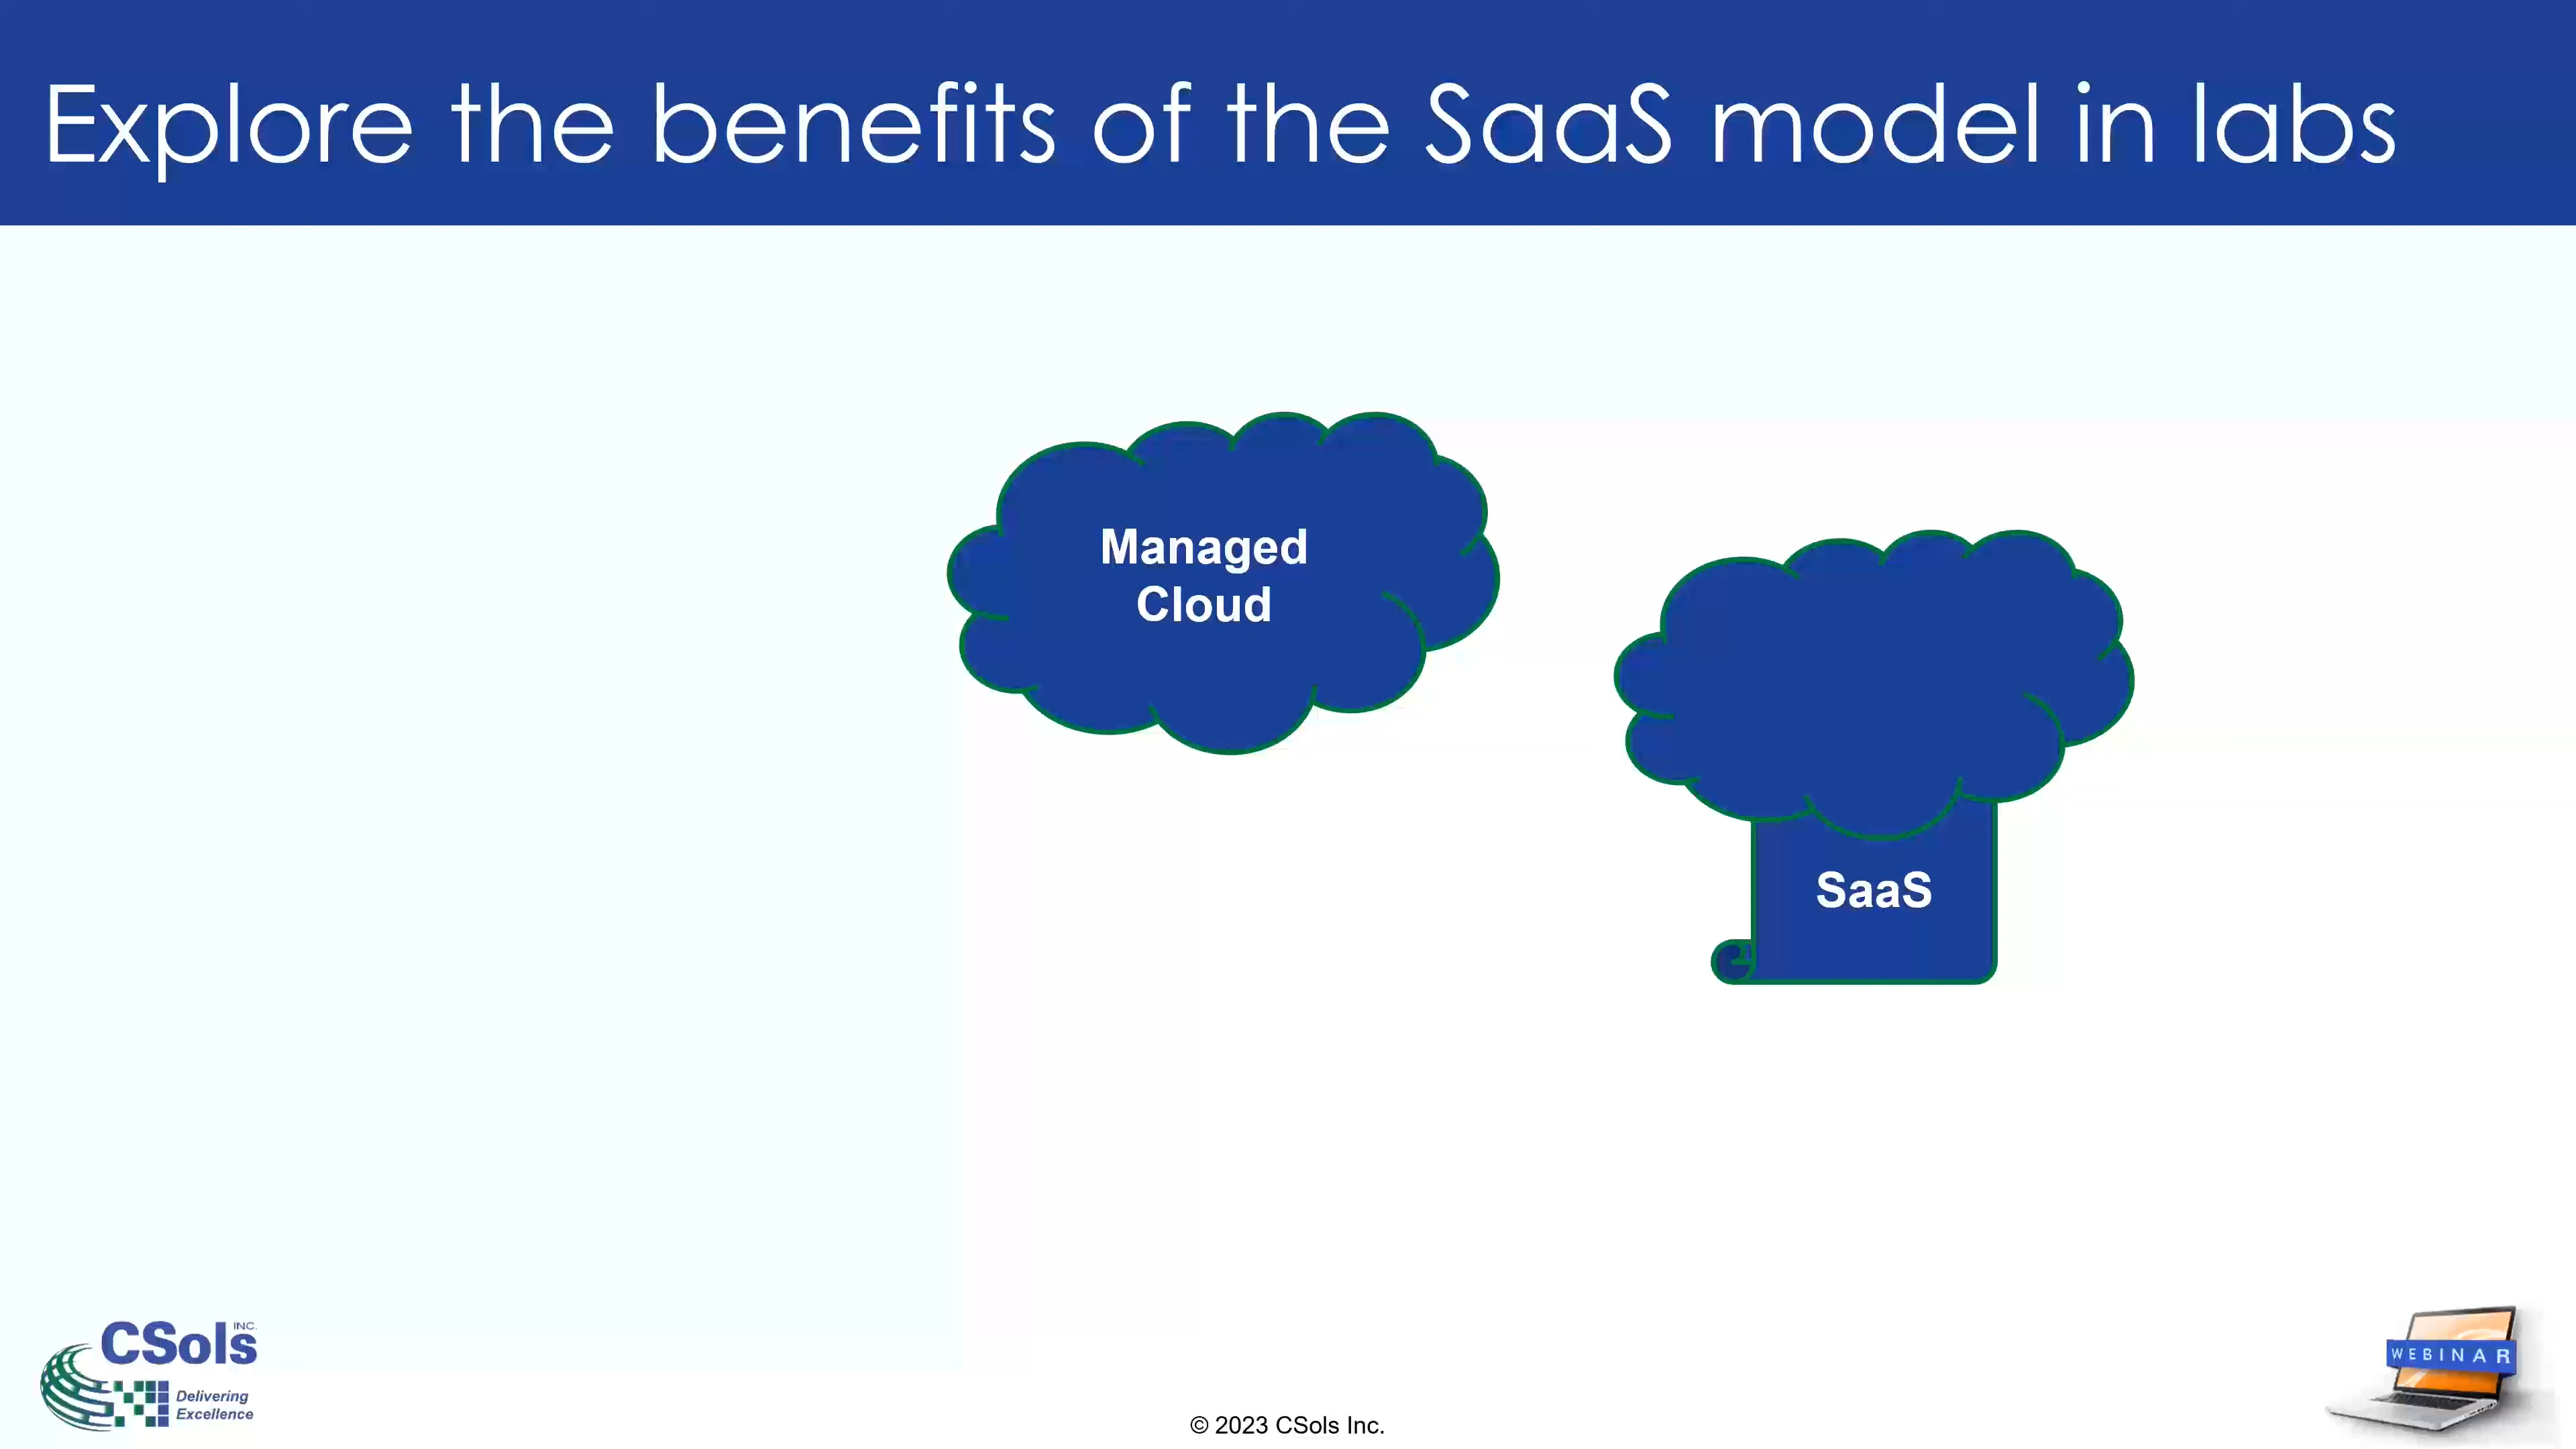 Explore the benefits of the SaaS model in labs
Managed
Cloud
SaaS
CSols INC.
Delivering
Excellence
© 2023 CSols Inc.
WEBINAR